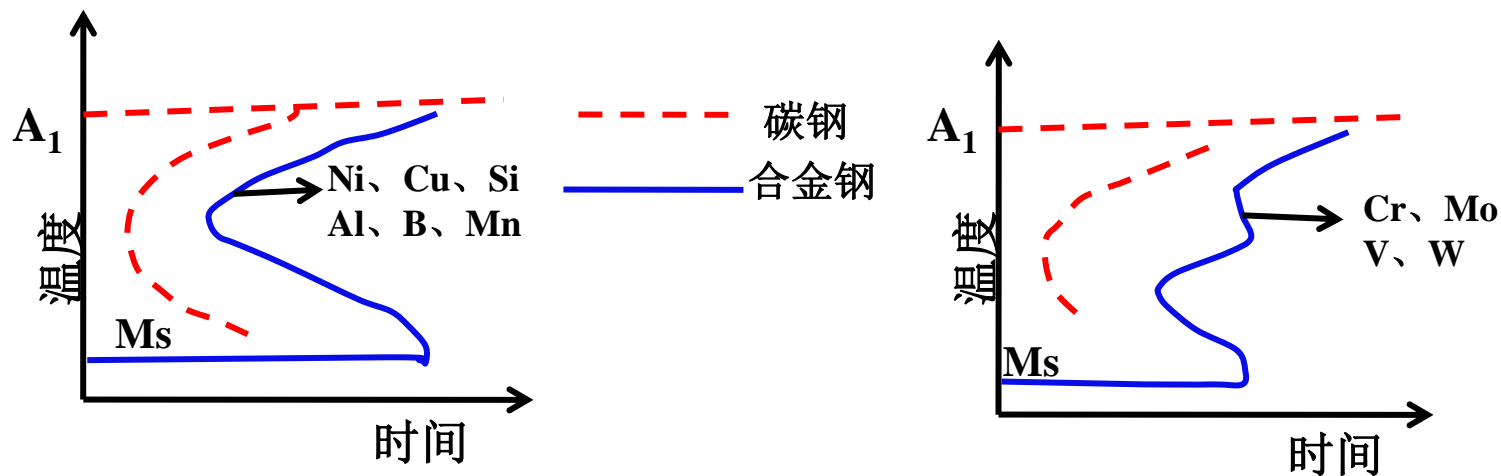 A₁
温度
Ms
时间
Ni、Cu、Si
Al、B、Mn
碳钢
合金钢
A₁
温度
Ms
时间
Cr、Mo
V、W